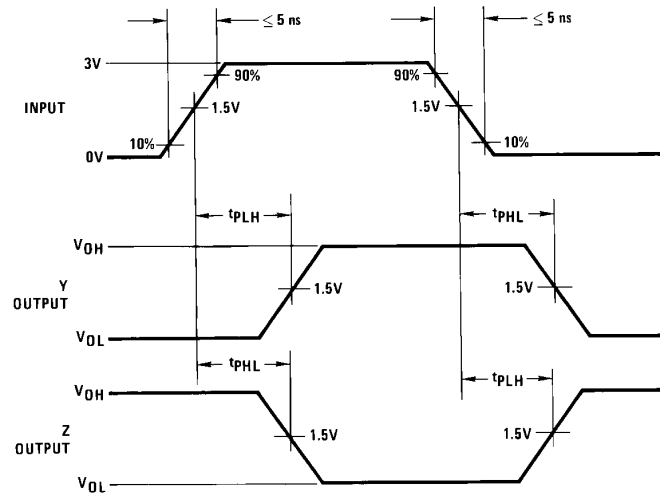 ≤ 5 ns ≤ 5 ns
3V
90% 90%
INPUT 1.5V 1.5V
10% 10%
0V
tPLH tPHL
VOH
Y
OUTPUT
1.5V 1.5V
VOL
tPHL tPLH
VOH
Z
OUTPUT
1.5V 1.5V
VOL